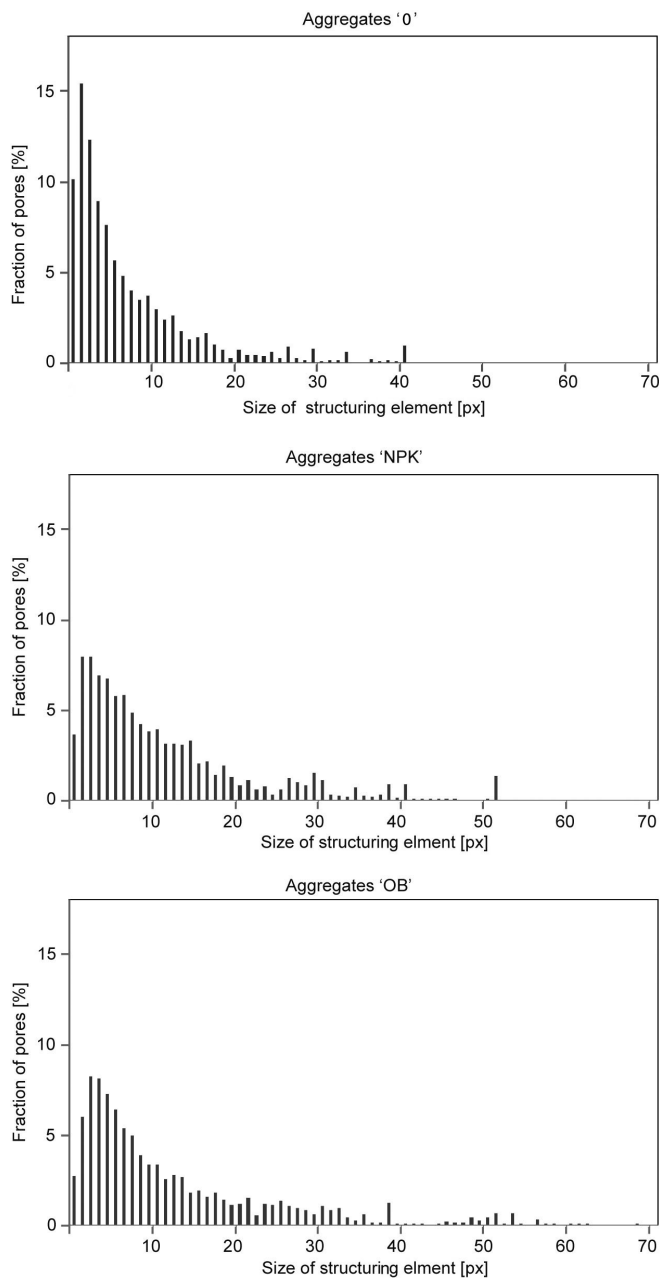 Aggregates ‘0’
Fraction of pores [%]
15
10
5
0
10 20 30 40 50 60 70
Size of structuring element [px]
Aggregates ‘NPK’
Fraction of pores [%]
15
10
5
0
10 20 30 40 50 60 70
Size of structuring elment [px]
Aggregates ‘OB’
Fraction of pores [%]
15
10
5
0
10 20 30 40 50 60 70
Size of structuring element [px]